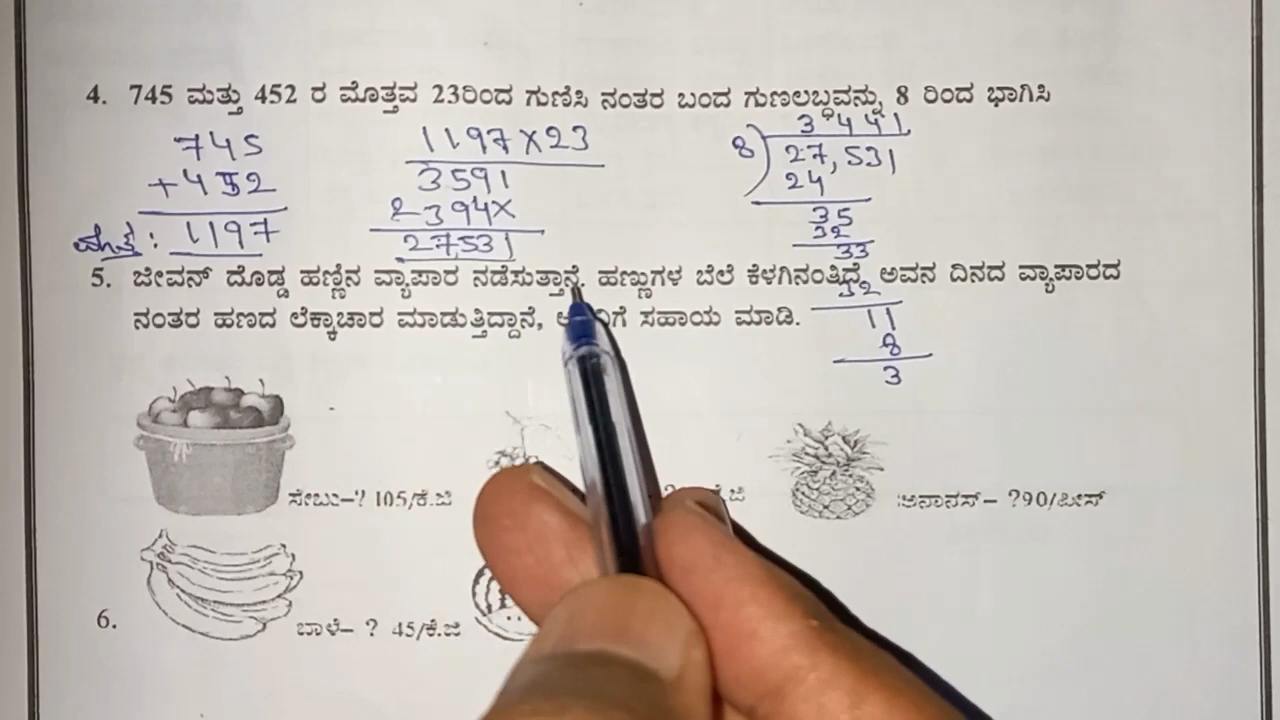 4. 745 ಮತ್ತು 452 ರ ಮೊತ್ತವ 23ರಿಂದ ಗುಣಿಸಿ ನಂತರ ಬಂದ ಗುಣಲಬ್ಧವನ್ನು 8 ರಿಂದ ಭಾಗಿಸಿ
745
+452
ಮೊತ್ತ : 1197
1197X23
3591
2394X
27,531
3441
8) 27,531
24
35
32
33
32
11
8
3
5. ಜೀವನ್ ದೊಡ್ಡ ಹಣ್ಣಿನ ವ್ಯಾಪಾರ ನಡೆಸುತ್ತಾನೆ. ಹಣ್ಣುಗಳ ಬೆಲೆ ಕೆಳಗಿನಂತಿದ್ದೆ ಅವನ ದಿನದ ವ್ಯಾಪಾರದ
ನಂತರ ಹಣದ ಲೆಕ್ಕಾಚಾರ ಮಾಡುತ್ತಿದ್ದಾನೆ, ಸಹಾಯ ಮಾಡಿ.
ಸೇಬು-? 105/ಕೆ.ಜಿ
ಅನಾನಸ್- ?90/ಪೀಸ್
6.
ಬಾಳೆ- ? 45/ಕೆ.ಜಿ